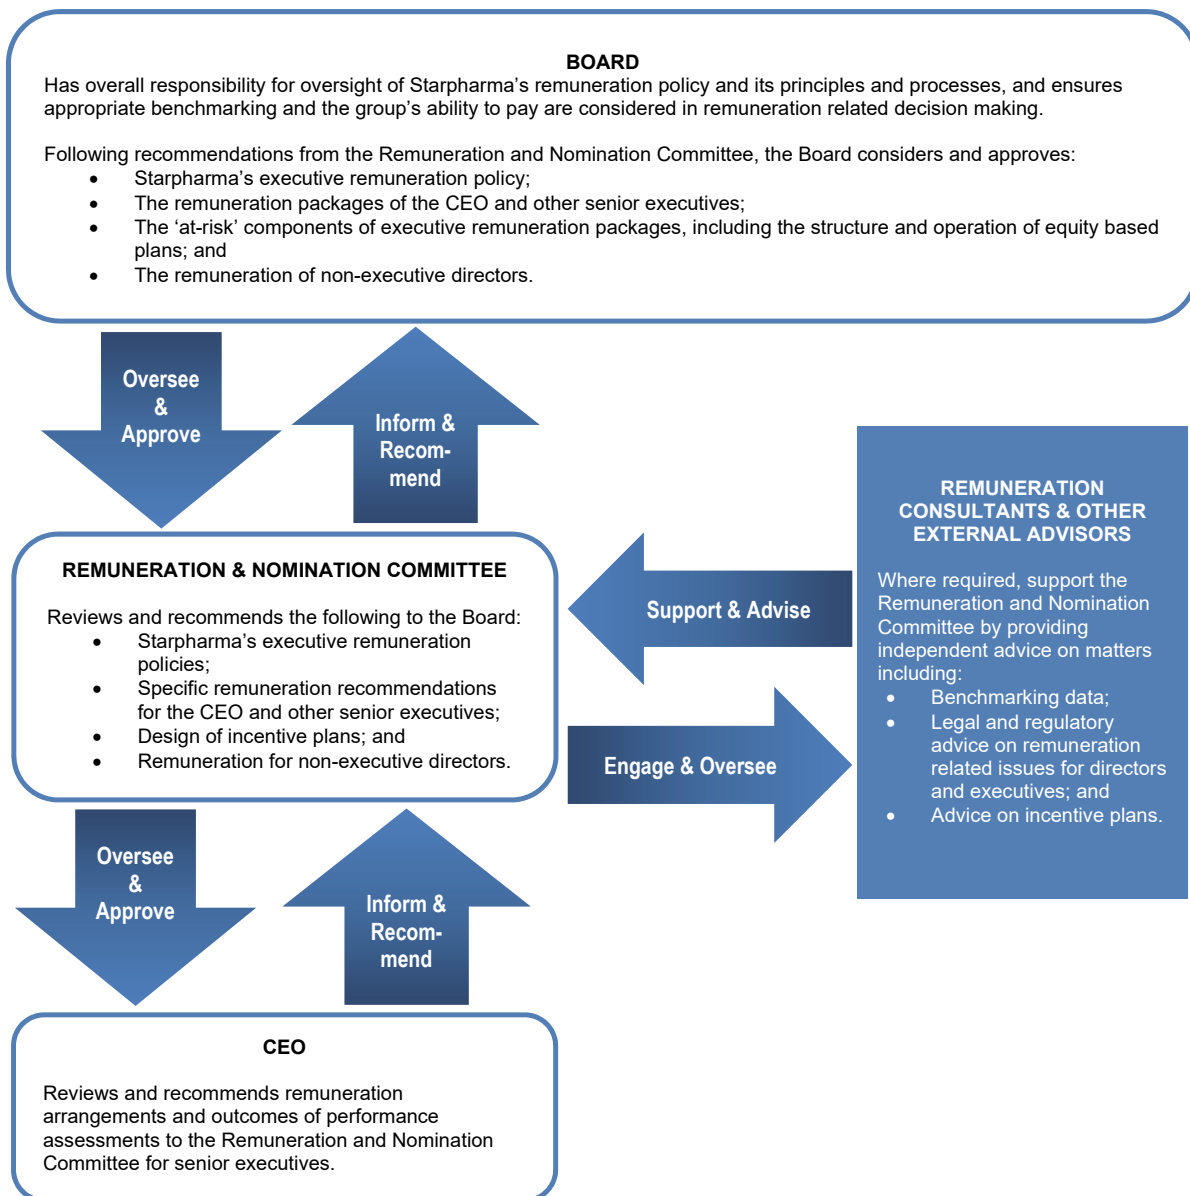 BOARD
Has overall responsibility for oversight of Starpharma’s remuneration policy and its principles and processes, and ensures
appropriate benchmarking and the group’s ability to pay are considered in remuneration related decision making.
Following recommendations from the Remuneration and Nomination Committee, the Board considers and approves:
• Starpharma’s executive remuneration policy;
• The remuneration packages of the CEO and other senior executives;
• The ‘at-risk’ components of executive remuneration packages, including the structure and operation of equity based
plans; and
• The remuneration of non-executive directors.
Oversee
&
Approve
Inform &
Recom-
mend
REMUNERATION & NOMINATION COMMITTEE
Reviews and recommends the following to the Board:
• Starpharma’s executive remuneration
policies;
• Specific remuneration recommendations
for the CEO and other senior executives;
• Design of incentive plans; and
• Remuneration for non-executive directors.
Support & Advise
Engage & Oversee
REMUNERATION
CONSULTANTS & OTHER
EXTERNAL ADVISORS
Where required, support the
Remuneration and Nomination
Committee by providing
independent advice on matters
including:
• Benchmarking data;
• Legal and regulatory
advice on remuneration
related issues for directors
and executives; and
• Advice on incentive plans.
Oversee
&
Approve
Inform &
Recom-
mend
CEO
Reviews and recommends remuneration
arrangements and outcomes of performance
assessments to the Remuneration and Nomination
Committee for senior executives.